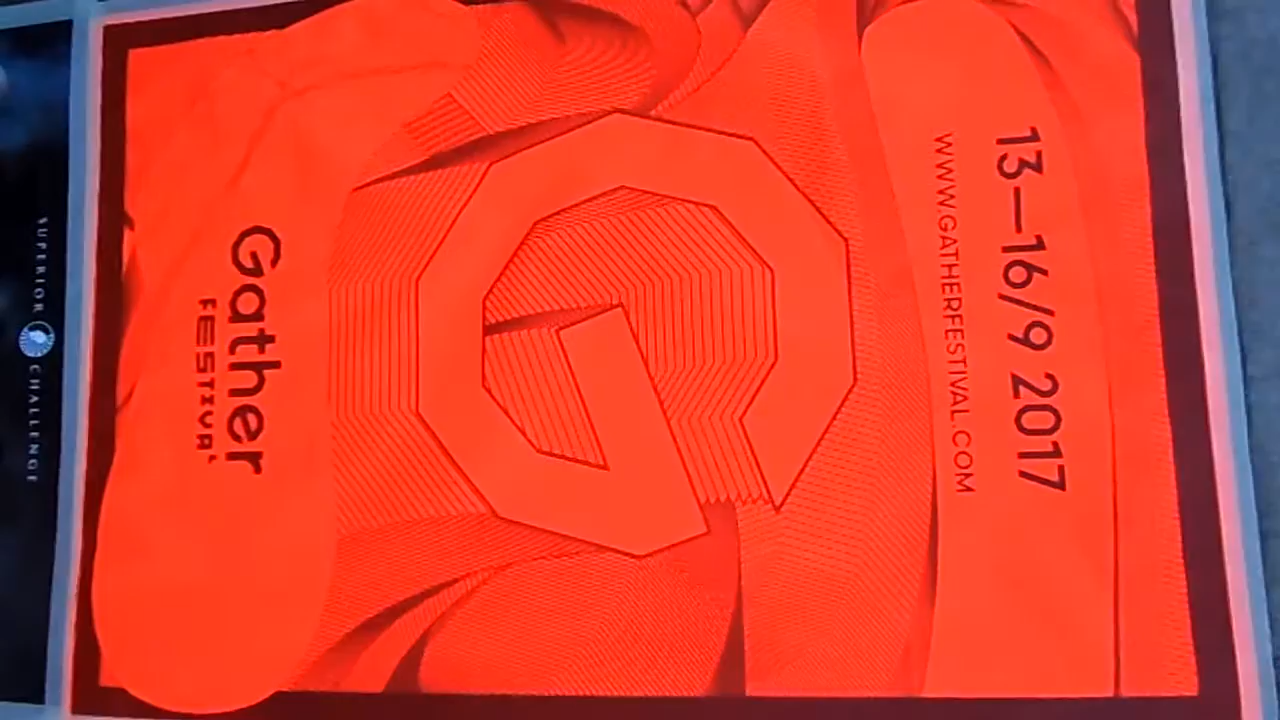 13—16/9 2017
WWW.GATHERFESTIVAL.COM
G
Gather
FESTIVAL
SUPERIOR CHALLENGE